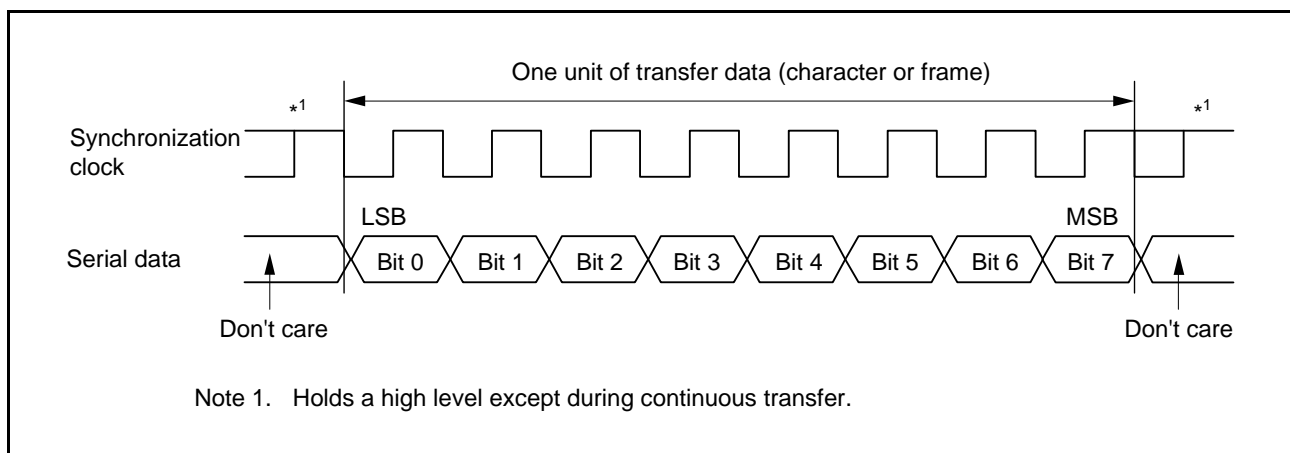 One unit of transfer data (character or frame)
*1 *1
Synchronization
clock
LSB MSB
Serial data Bit 0 Bit 1 Bit 2 Bit 3 Bit 4 Bit 5 Bit 6 Bit 7
Don't care Don't care
Note 1. Holds a high level except during continuous transfer.